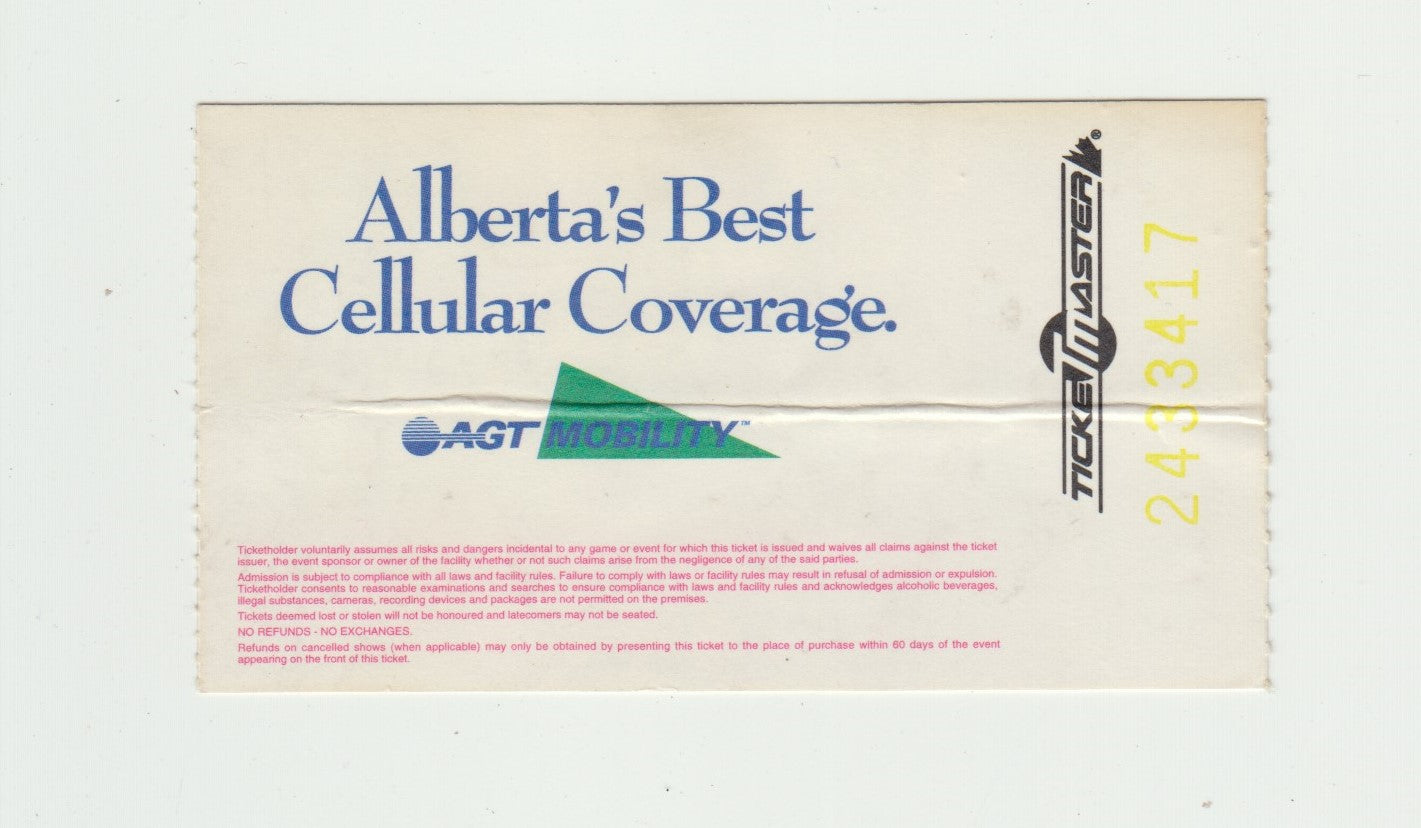 Alberta's Best
Cellular Coverage.
AGT MOBILITY™
Ticketholder voluntarily assumes all risks and dangers incidental to any game or event for which this ticket is issued and waives all claims against the ticket
issuer, the event sponsor or owner of the facility whether or not such claims arise from the negligence of any of the said parties.
Admission is subject to compliance with all laws and facility rules. Failure to comply with laws or facility rules may result in refusal of admission or expulsion.
Ticketholder consents to reasonable examinations and searches to ensure compliance with laws and facility rules and acknowledges alcoholic beverages,
illegal substances, cameras, recording devices and packages are not permitted on the premises.
Tickets deemed lost or stolen will not be honoured and latecomers may not be seated.
NO REFUNDS - NO EXCHANGES.
Refunds on cancelled shows (when applicable) may only be obtained by presenting this ticket to the place of purchase within 60 days of the event
appearing on the front of this ticket.
TICKETMASTER®
2433417